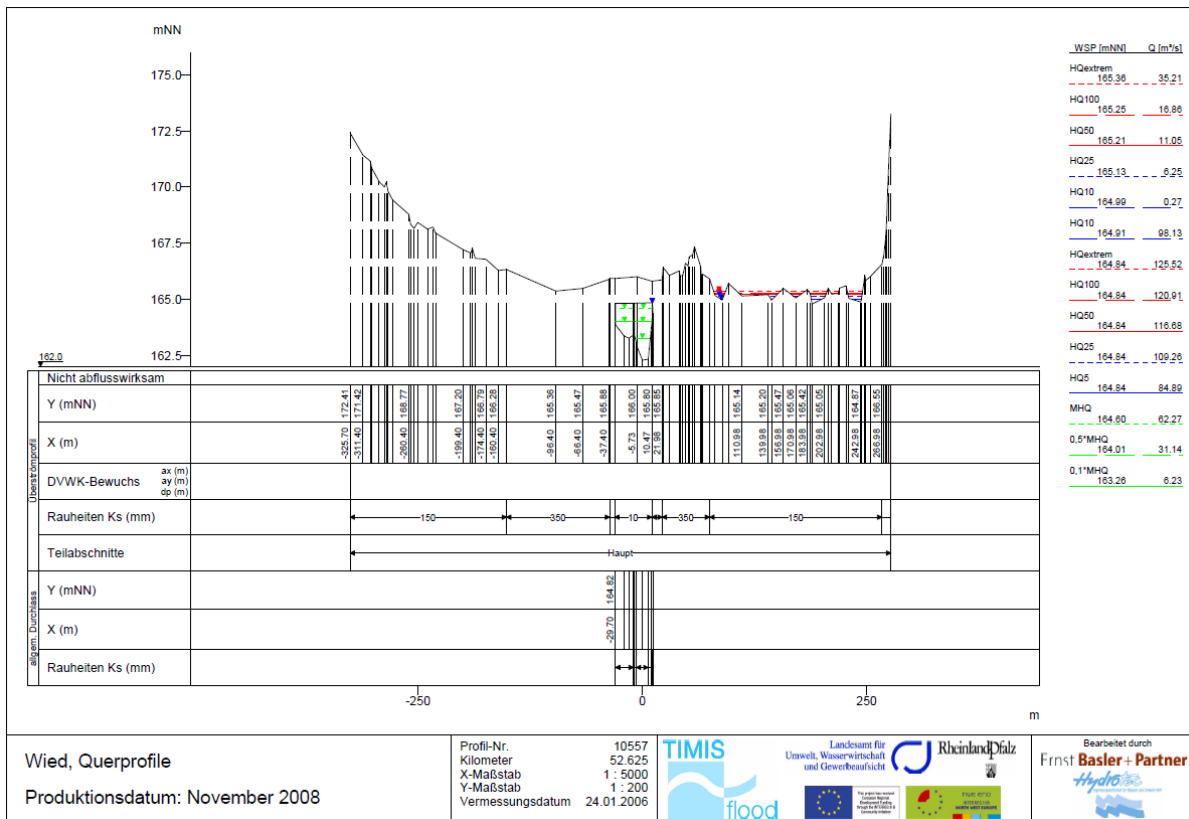 mNN
175.0
172.5
170.0
167.5
165.0
162.5
162.0
WSP [mNN] Q [m³/s]
HQextrem
165.36 35.21
HQ100
165.25 16.86
HQ50
165.21 11.05
HQ25
165.13 6.25
HQ10
164.99 0.27
HQ10
164.91 98.13
HQextrem
164.84 125.52
HQ100
164.84 120.91
HQ50
164.84 116.68
HQ25
164.84 109.26
HQ5
164.84 84.89
MHQ
164.60 62.27
0,5*MHQ
164.01 31.14
0,1*MHQ
163.26 6.23
Überströmprofil
Nicht abflusswirksam
Y (mNN) 172.41 171.42 168.77 167.20 166.79 166.28 165.36 165.47 165.88 166.00 165.80 165.85 165.14 165.20 165.47 165.06 165.42 165.05 164.87 166.55
X (m) -325.70 -311.40 -260.40 -199.40 -174.40 -160.40 -96.40 -66.40 -37.40 -5.73 10.47 21.98 110.98 139.98 156.98 170.98 183.98 202.98 242.98 266.98
DVWK-Bewuchs
ax (m)
ay (m)
dp (m)
Rauheiten Ks (mm) 150 350 10 350 150
Teilabschnitte Haupt
allgem. Durchlass
Y (mNN) 164.82
X (m) -29.70
Rauheiten Ks (mm)
-250 0 250
m
Wied, Querprofile
Produktionsdatum: November 2008
Profil-Nr. 10557
Kilometer 52.625
X-Maßstab 1 : 5000
Y-Maßstab 1 : 200
Vermessungsdatum 24.01.2006
TIMIS
flood
Landesamt für
Umwelt, Wasserwirtschaft
und Gewerbeaufsicht
RheinlandPfalz
Bearbeitet durch
Ernst Basler + Partner
Hydrotec